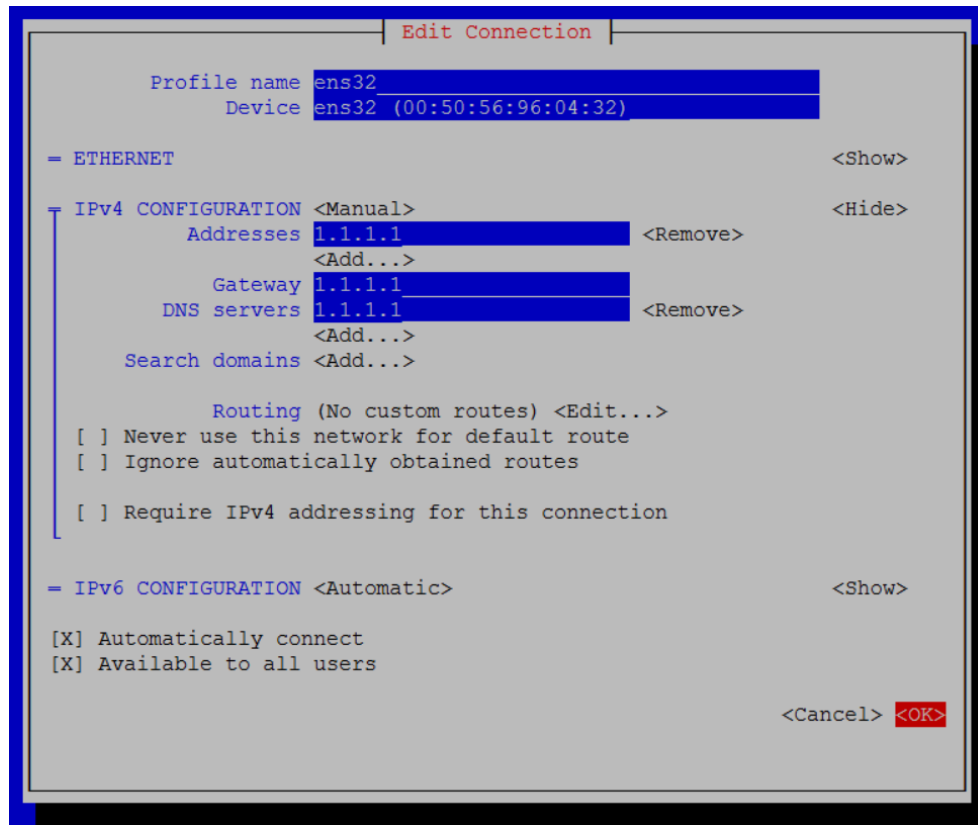 Edit Connection
Profile name ens32
Device ens32 (00:50:56:96:04:32)
= ETHERNET <Show>
IPv4 CONFIGURATION <Manual> <Hide>
Addresses 1.1.1.1 <Remove>
<Add...>
Gateway 1.1.1.1
DNS servers 1.1.1.1 <Remove>
<Add...>
Search domains <Add...>
Routing (No custom routes) <Edit...>
[ ] Never use this network for default route
[ ] Ignore automatically obtained routes
[ ] Require IPv4 addressing for this connection
= IPv6 CONFIGURATION <Automatic> <Show>
[X] Automatically connect
[X] Available to all users
<Cancel> <OK>